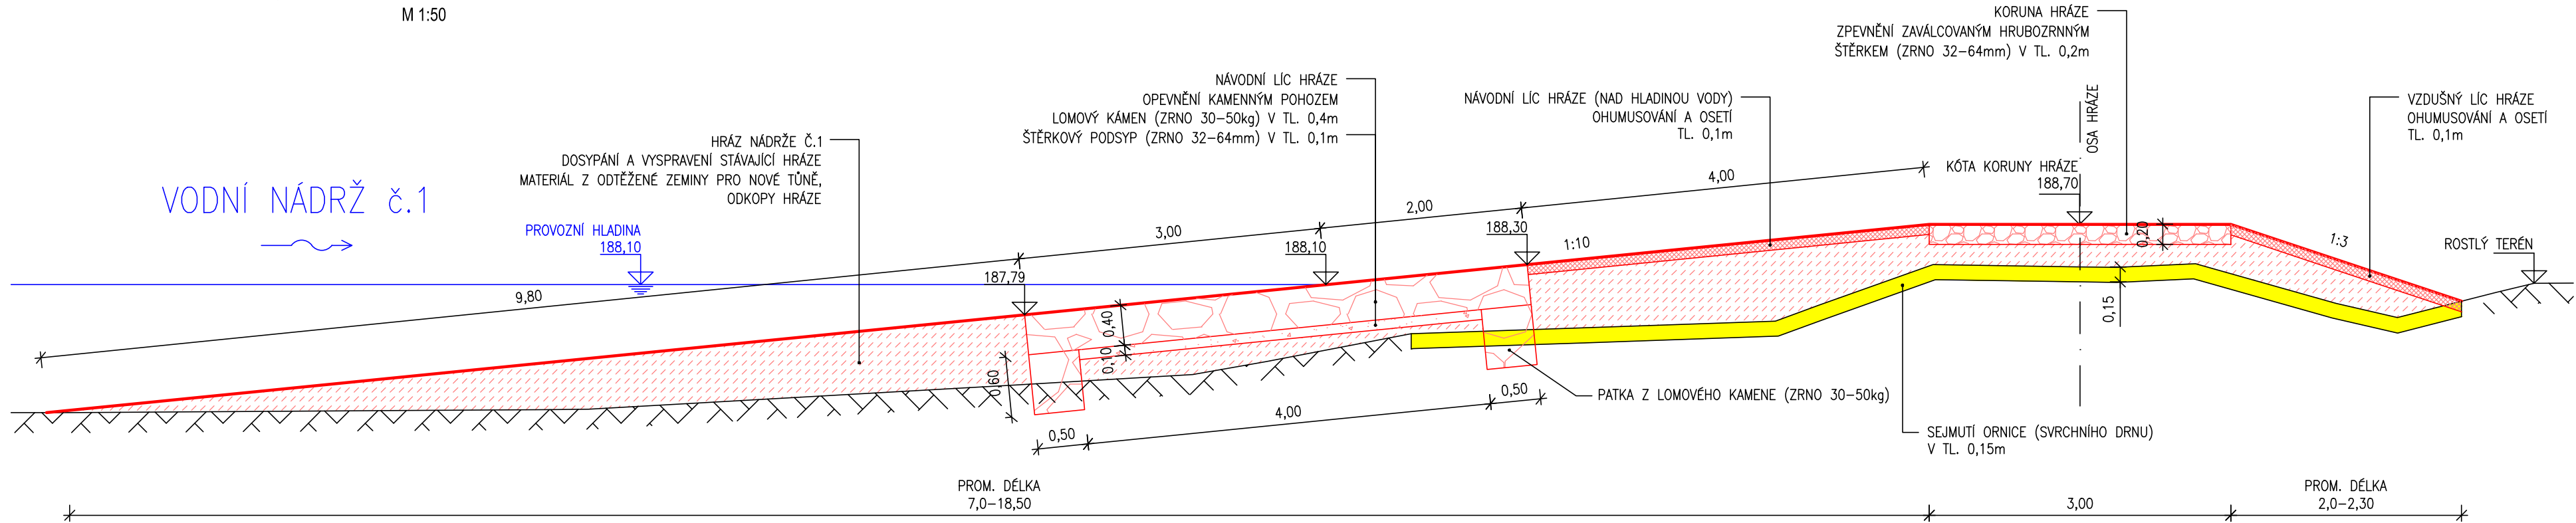 M 1:50
KORUNA HRÁZE
ZPEVNĚNÍ ZAVÁLCOVANÝM HRUBOZRNNÝM
ŠTĚRKEM (ZRNO 32-64mm) V TL. 0,2m
NÁVODNÍ LÍC HRÁZE
OPEVNĚNÍ KAMENNÝM POHOZEM
LOMOVÝ KÁMEN (ZRNO 30-50kg) V TL. 0,4m
ŠTĚRKOVÝ PODSYP (ZRNO 32-64mm) V TL. 0,1m
NÁVODNÍ LÍC HRÁZE (NAD HLADINOU VODY)
OHUMUSOVÁNÍ A OSETÍ
TL. 0,1m
OSA HRÁZE
VZDUŠNÝ LÍC HRÁZE
OHUMUSOVÁNÍ A OSETÍ
TL. 0,1m
HRÁZ NÁDRŽE Č.1
DOSYPÁNÍ A VYSPRAVENÍ STÁVAJÍCÍ HRÁZE
MATERIÁL Z ODTĚŽENÉ ZEMINY PRO NOVÉ TŮNĚ,
ODKOPY HRÁZE
VODNÍ NÁDRŽ č.1
PROVOZNÍ HLADINA
188,10
KÓTA KORUNY HRÁZE
188,70
4,00
2,00
3,00
9,80
188,30
188,10
187,79
1:10
0,20
1:3
ROSTLÝ TERÉN
0,15
0,40
0,10
0,60
PATKA Z LOMOVÉHO KAMENE (ZRNO 30-50kg)
0,50
4,00
0,50
SEJMUTÍ ORNICE (SVRCHNÍHO DRNU)
V TL. 0,15m
PROM. DÉLKA
7,0-18,50
3,00
PROM. DÉLKA
2,0-2,30